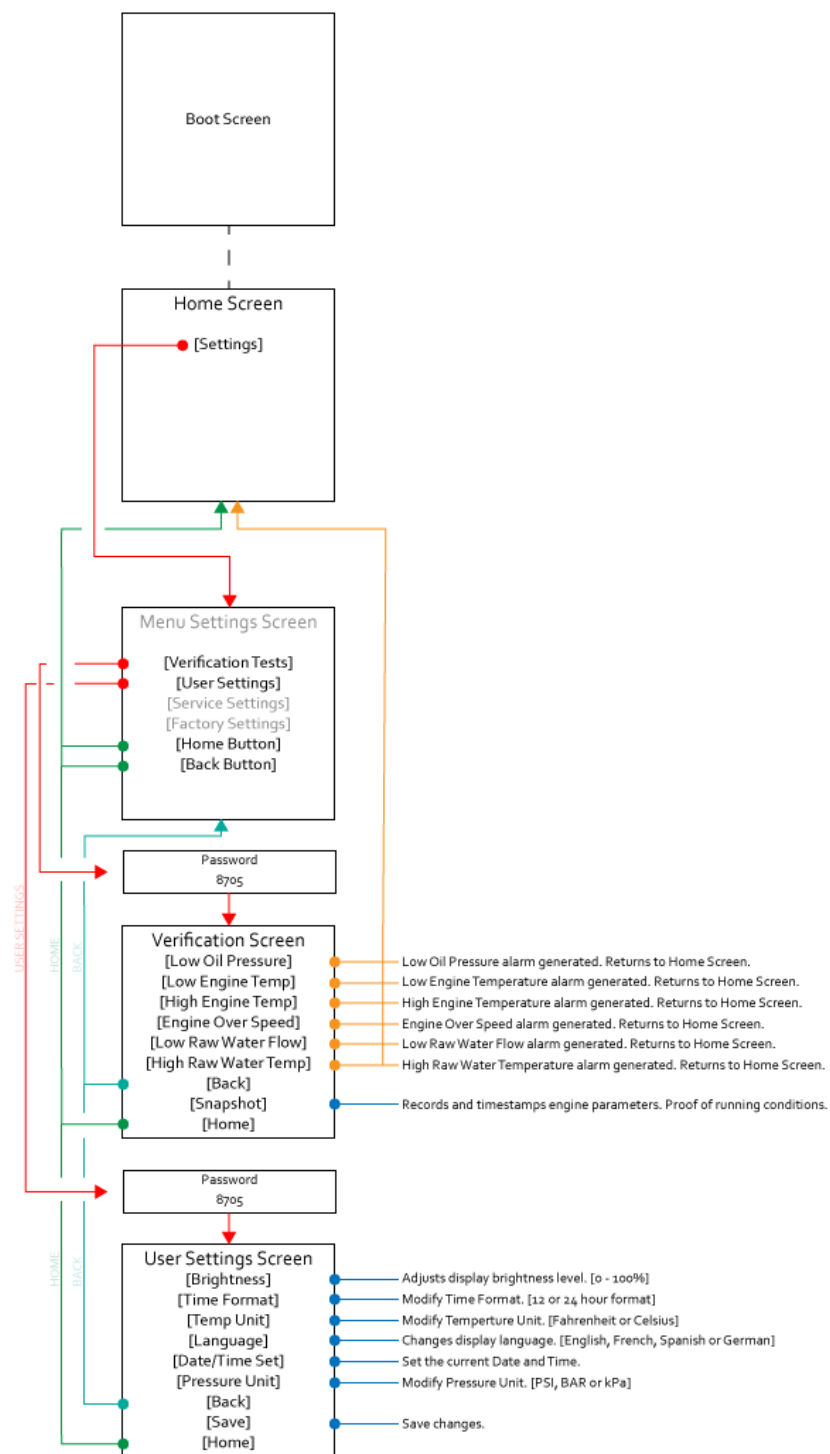 Boot Screen
Home Screen
[Settings]
Menu Settings Screen
[Verification Tests]
[User Settings]
[Service Settings]
[Factory Settings]
[Home Button]
[Back Button]
Password
8705
USER SETTINGS
HOME
BACK
Verification Screen
[Low Oil Pressure] Low Oil Pressure alarm generated. Returns to Home Screen.
[Low Engine Temp] Low Engine Temperature alarm generated. Returns to Home Screen.
[High Engine Temp] High Engine Temperature alarm generated. Returns to Home Screen.
[Engine Over Speed] Engine Over Speed alarm generated. Returns to Home Screen.
[Low Raw Water Flow] Low Raw Water Flow alarm generated. Returns to Home Screen.
[High Raw Water Temp] High Raw Water Temperature alarm generated. Returns to Home Screen.
[Back]
[Snapshot] Records and timestamps engine parameters. Proof of running conditions.
[Home]
Password
8705
HOME
BACK
User Settings Screen
[Brightness] Adjusts display brightness level. [0 - 100%]
[Time Format] Modify Time Format. [12 or 24 hour format]
[Temp Unit] Modify Temperture Unit. [Fahrenheit or Celsius]
[Language] Changes display language. [English, French, Spanish or German]
[Date/Time Set] Set the current Date and Time.
[Pressure Unit] Modify Pressure Unit. [PSI, BAR or kPa]
[Back]
[Save] Save changes.
[Home]